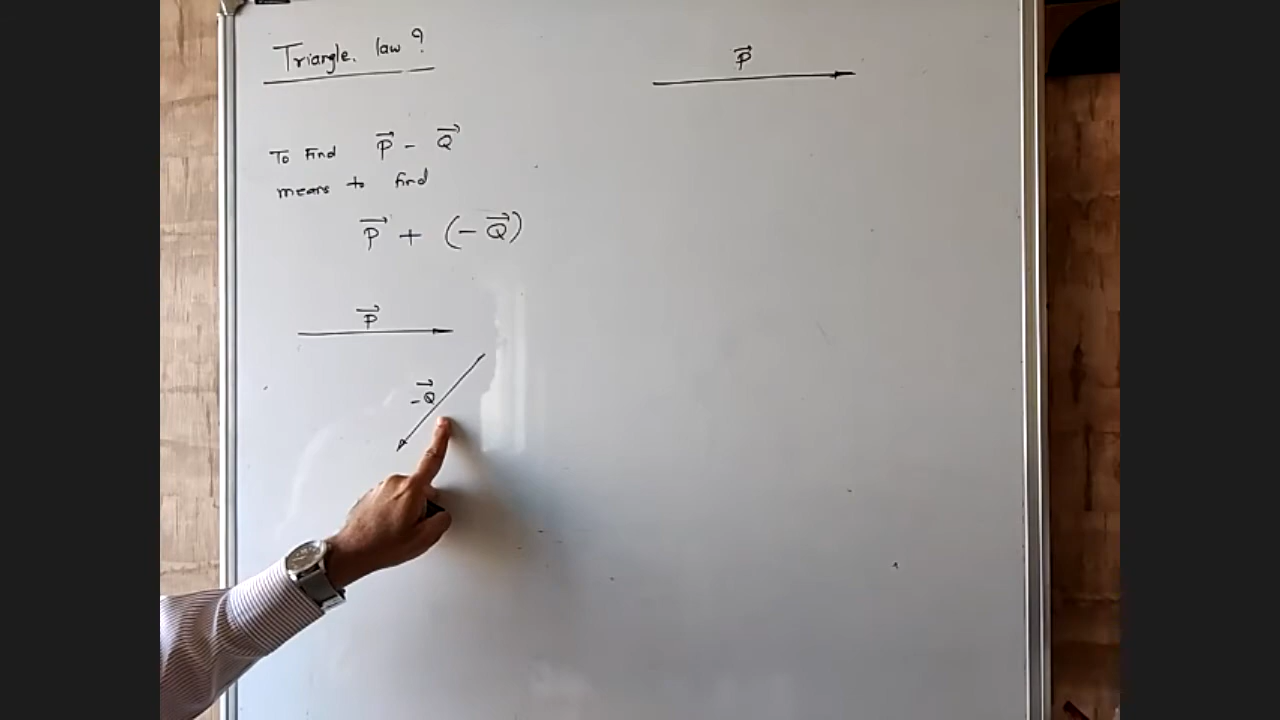 Triangle. law ?
To Find P⃗ - Q⃗
means to find
P⃗ + (- Q⃗)
P⃗
- Q⃗
P⃗